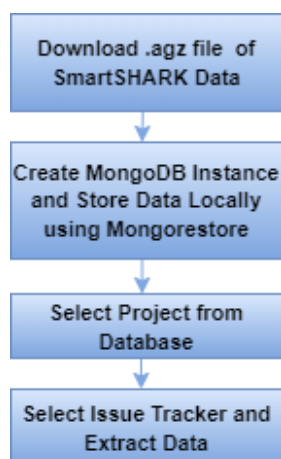 Download .agz file of
SmartSHARK Data
Create MongoDB Instance
and Store Data Locally
using Mongorestore
Select Project from
Database
Select Issue Tracker and
Extract Data